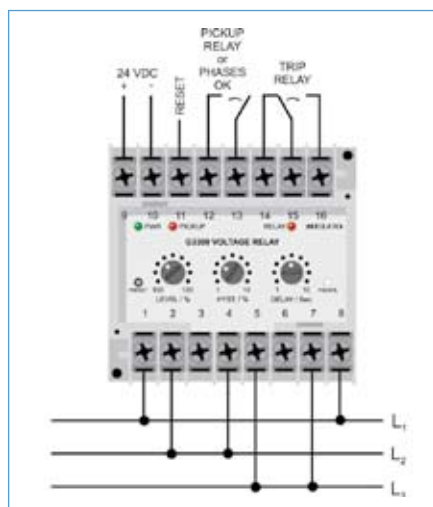 PICKUP
RELAY
or
PHASES
OK
TRIP
RELAY
24 VDC
+ -
RESET
9 10 11 12 13 14 15 16
PWR PICKUP RELAY
VOLTAGE RELAY
LEVEL / % HYST / % DELAY / Sec
1 2 3 4 5 6 7 8
L₁
L₂
L₃